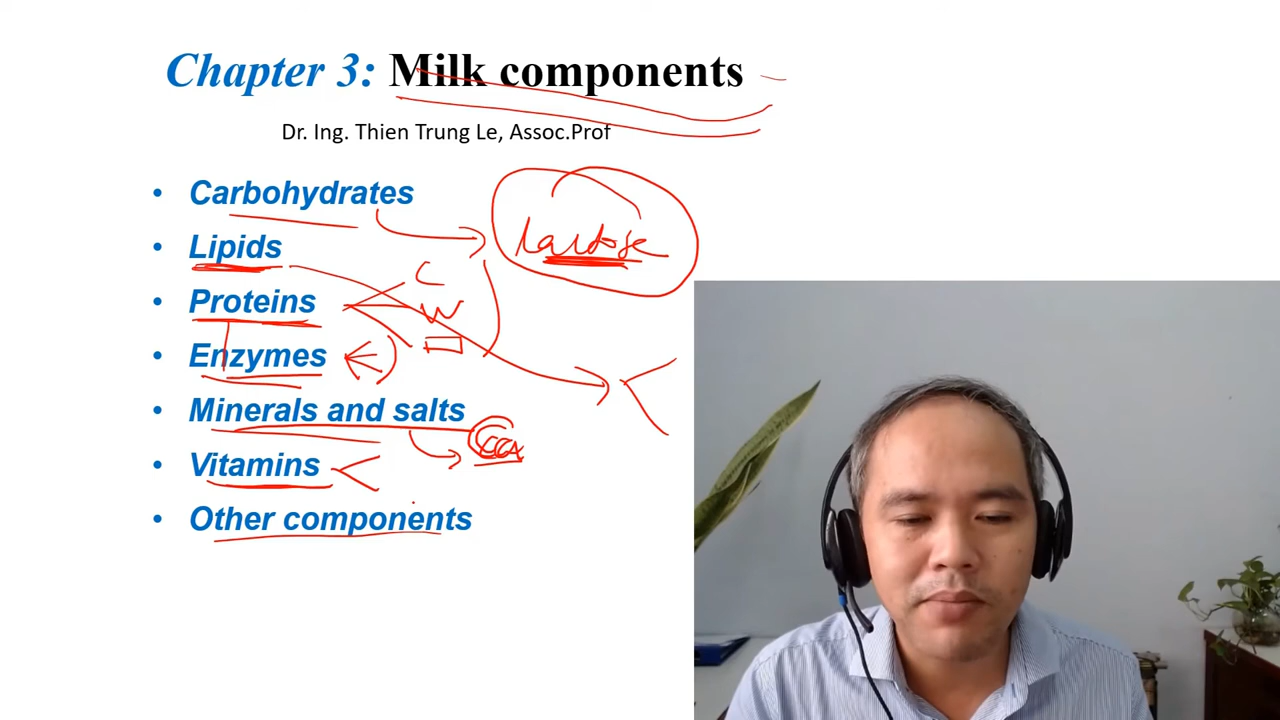 Chapter 3: Milk components
Dr. Ing. Thien Trung Le, Assoc.Prof
• Carbohydrates
lactose
• Lipids
C
• Proteins
W
• Enzymes
• Minerals and salts
• Vitamins
• Other components